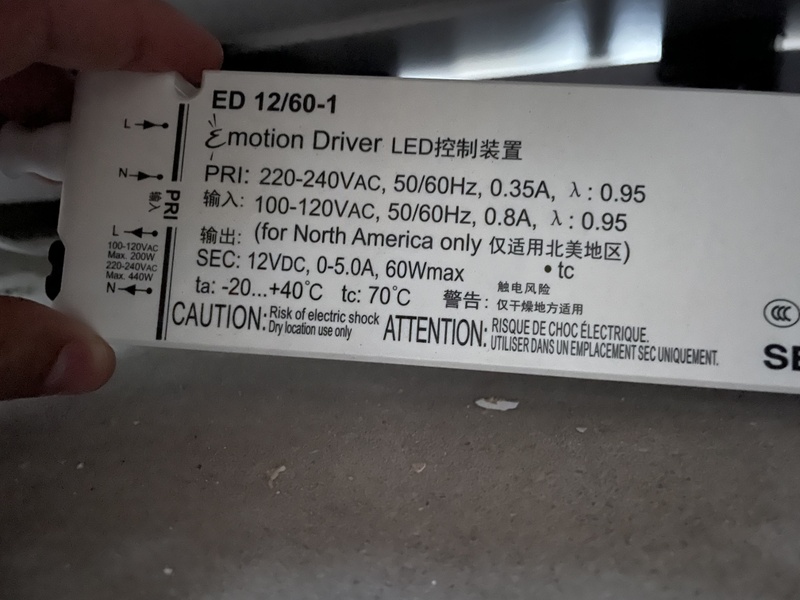 ED 12/60-1
Emotion Driver LED控制装置
PRI: 220-240VAC, 50/60Hz, 0.35A, λ: 0.95
输入: 100-120VAC, 50/60Hz, 0.8A, λ: 0.95
(for North America only 仅适用北美地区)
输出:
SEC: 12VDC, 0-5.0A, 60Wmax
• tc
ta: -20...+40°C tc: 70°C
警告: 触电风险
仅干燥地方适用
CAUTION: Risk of electric shock
Dry location use only
ATTENTION: RISQUE DE CHOC ÉLECTRIQUE.
UTILISER DANS UN EMPLACEMENT SEC UNIQUEMENT.
L
N
PRI
输入
L
100-120VAC
Max. 200W
220-240VAC
Max. 440W
N
CCC
SE